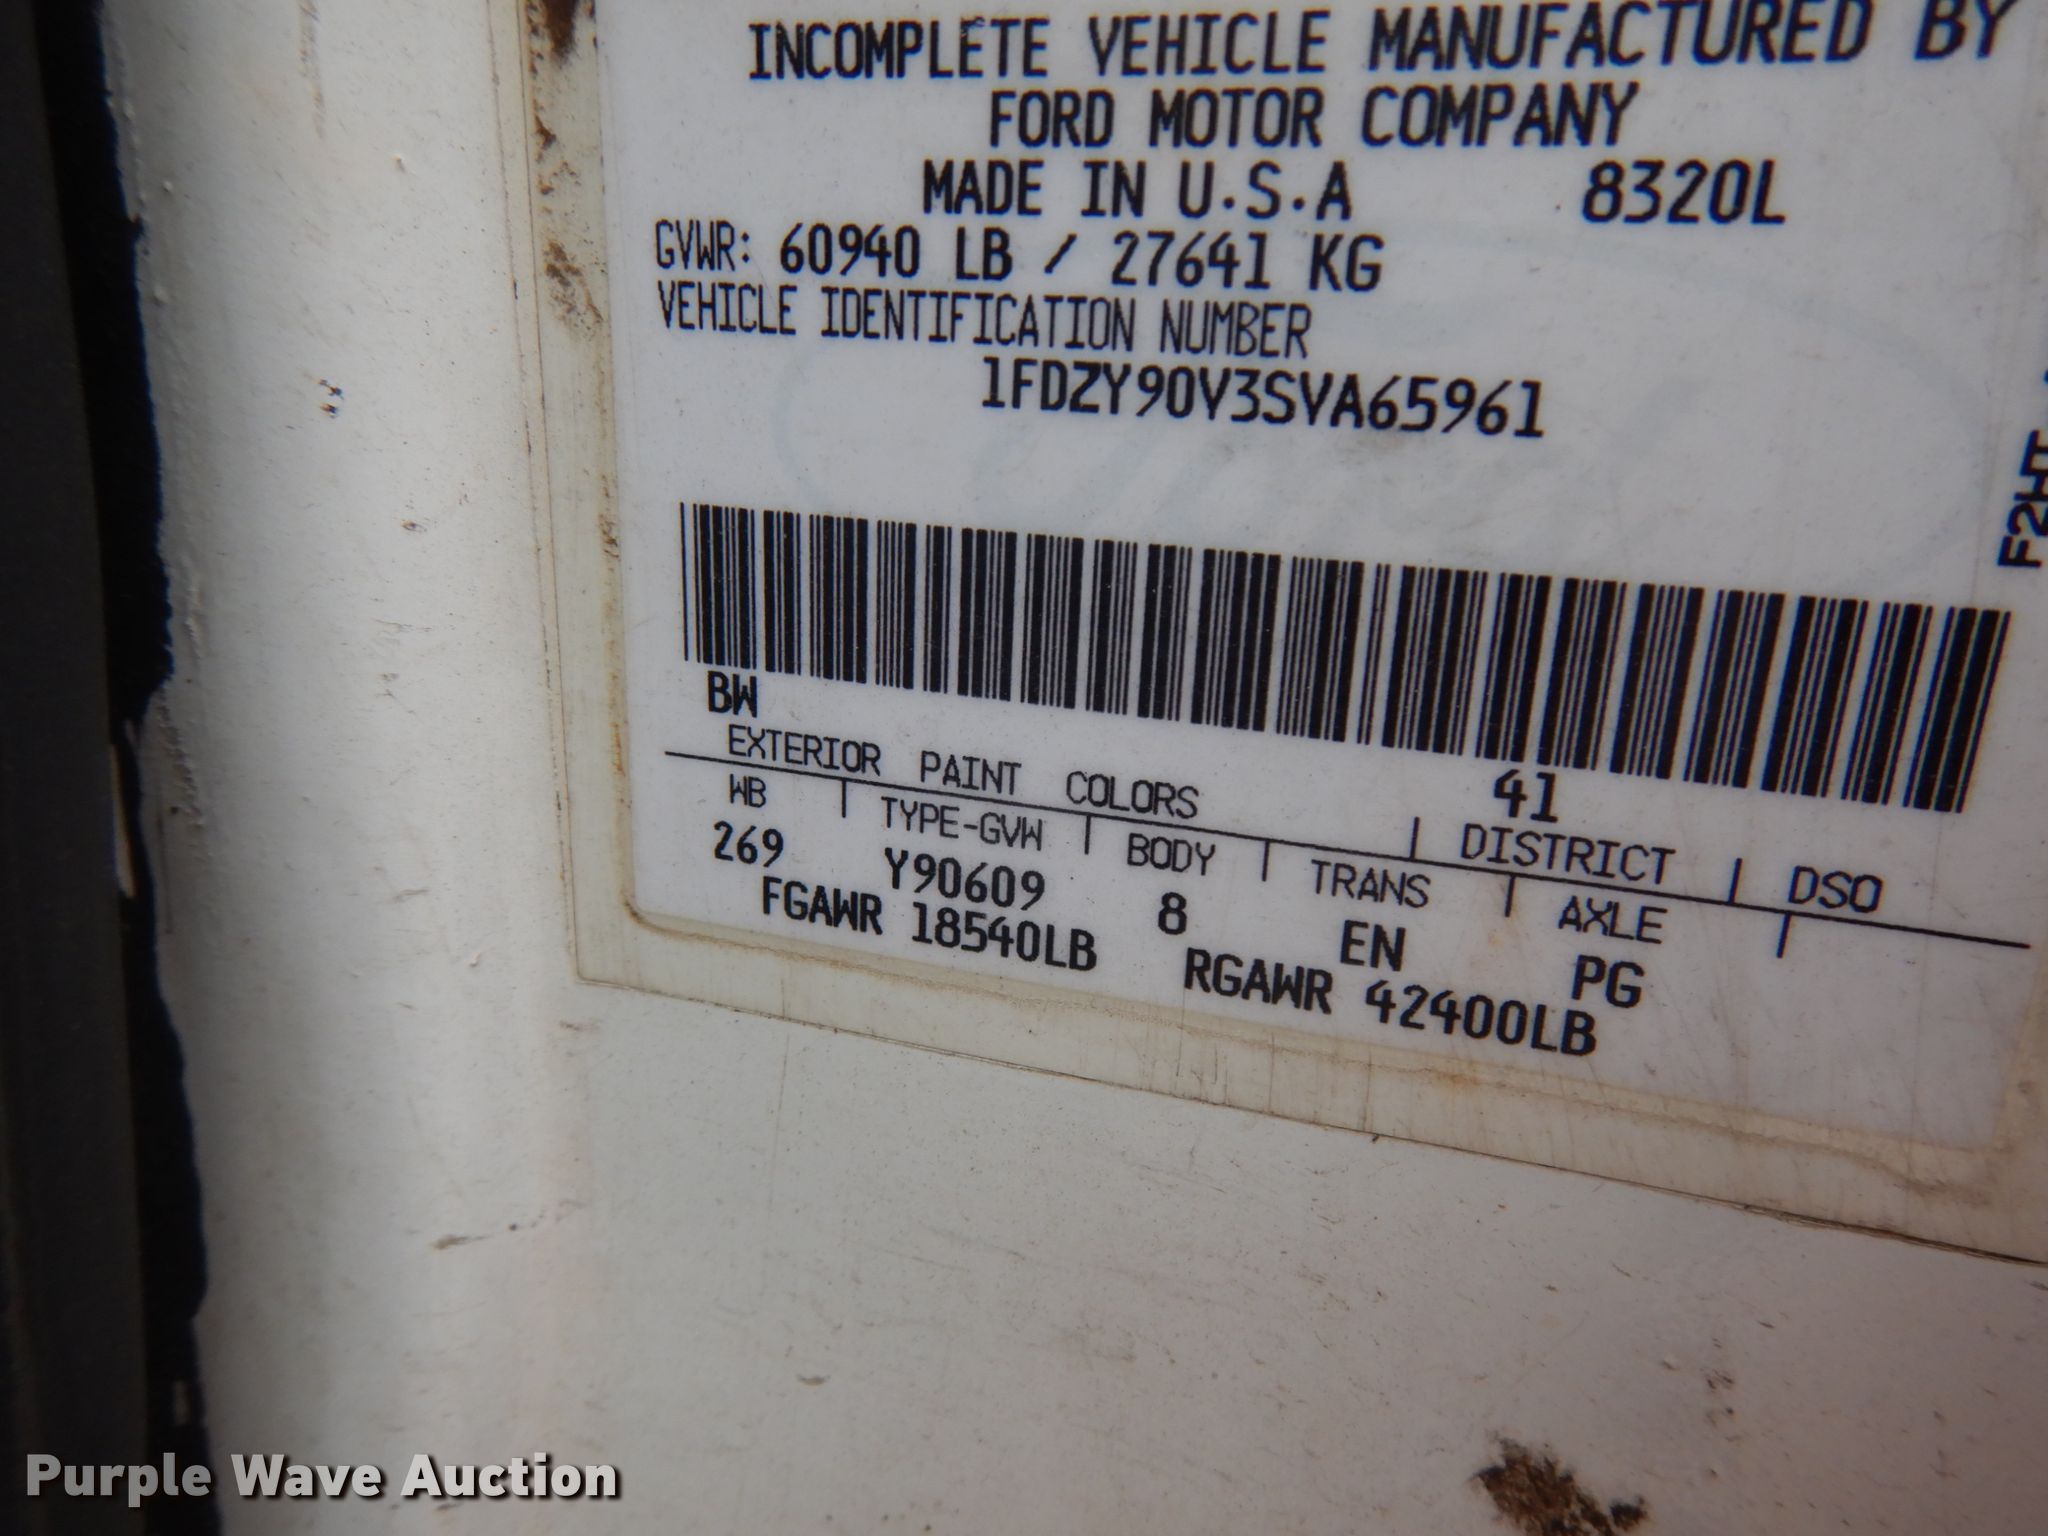 INCOMPLETE VEHICLE MANUFACTURED BY
FORD MOTOR COMPANY
MADE IN U.S.A 8320L
GVWR: 60940 LB / 27641 KG
VEHICLE IDENTIFICATION NUMBER
1FDZY90V3SVA65961
F2HT
BW 41
EXTERIOR PAINT COLORS | DISTRICT | DSO
WB | TYPE-GVW | BODY | TRANS | AXLE |
269 Y90609 8 EN PG
FGAWR 18540LB RGAWR 42400LB
Purple Wave Auction